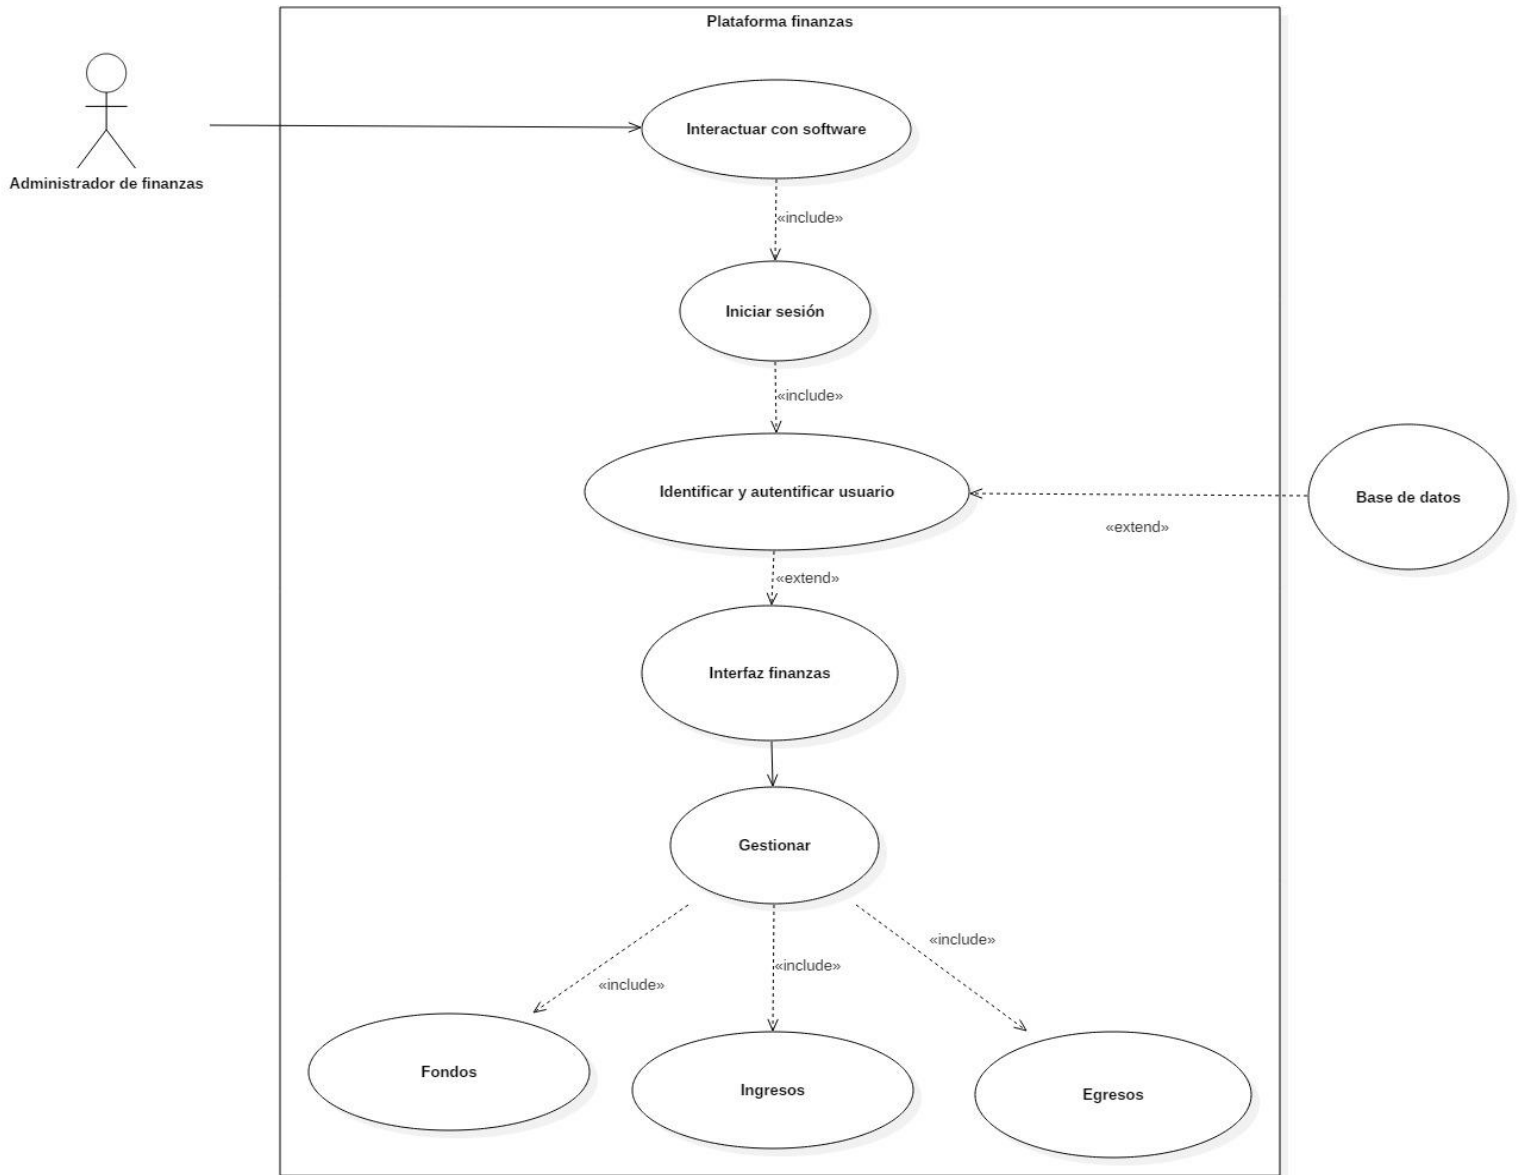 Plataforma finanzas
Interactuar con software
Administrador de finanzas
«include»
Iniciar sesión
«include»
Identificar y autentificar usuario
Base de datos
«extend»
«extend»
Interfaz finanzas
Gestionar
«include»
«include»
«include»
Fondos
Ingresos
Egresos